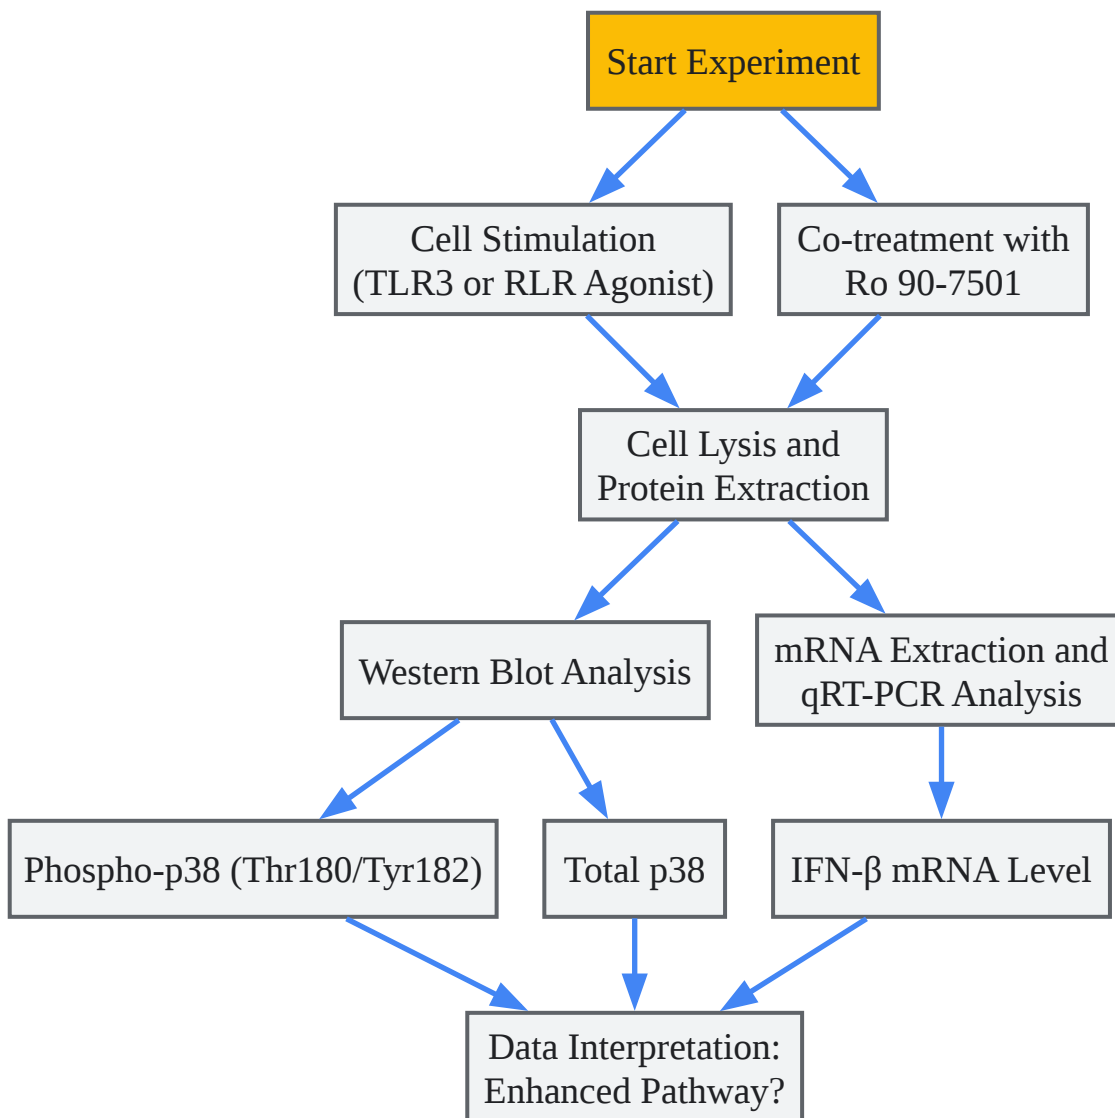 Start Experiment
Cell Stimulation
(TLR3 or RLR Agonist)
Co-treatment with
Ro 90-7501
Cell Lysis and
Protein Extraction
Western Blot Analysis
mRNA Extraction and
qRT-PCR Analysis
Phospho-p38 (Thr180/Tyr182)
Total p38
IFN-β mRNA Level
Data Interpretation:
Enhanced Pathway?